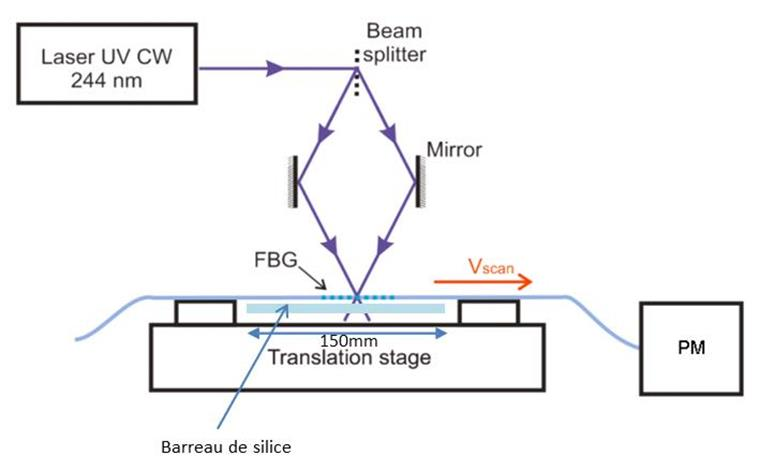 Laser UV CW
244 nm
Beam
splitter
Mirror
FBG
Vscan
150mm
Translation stage
PM
Barreau de silice